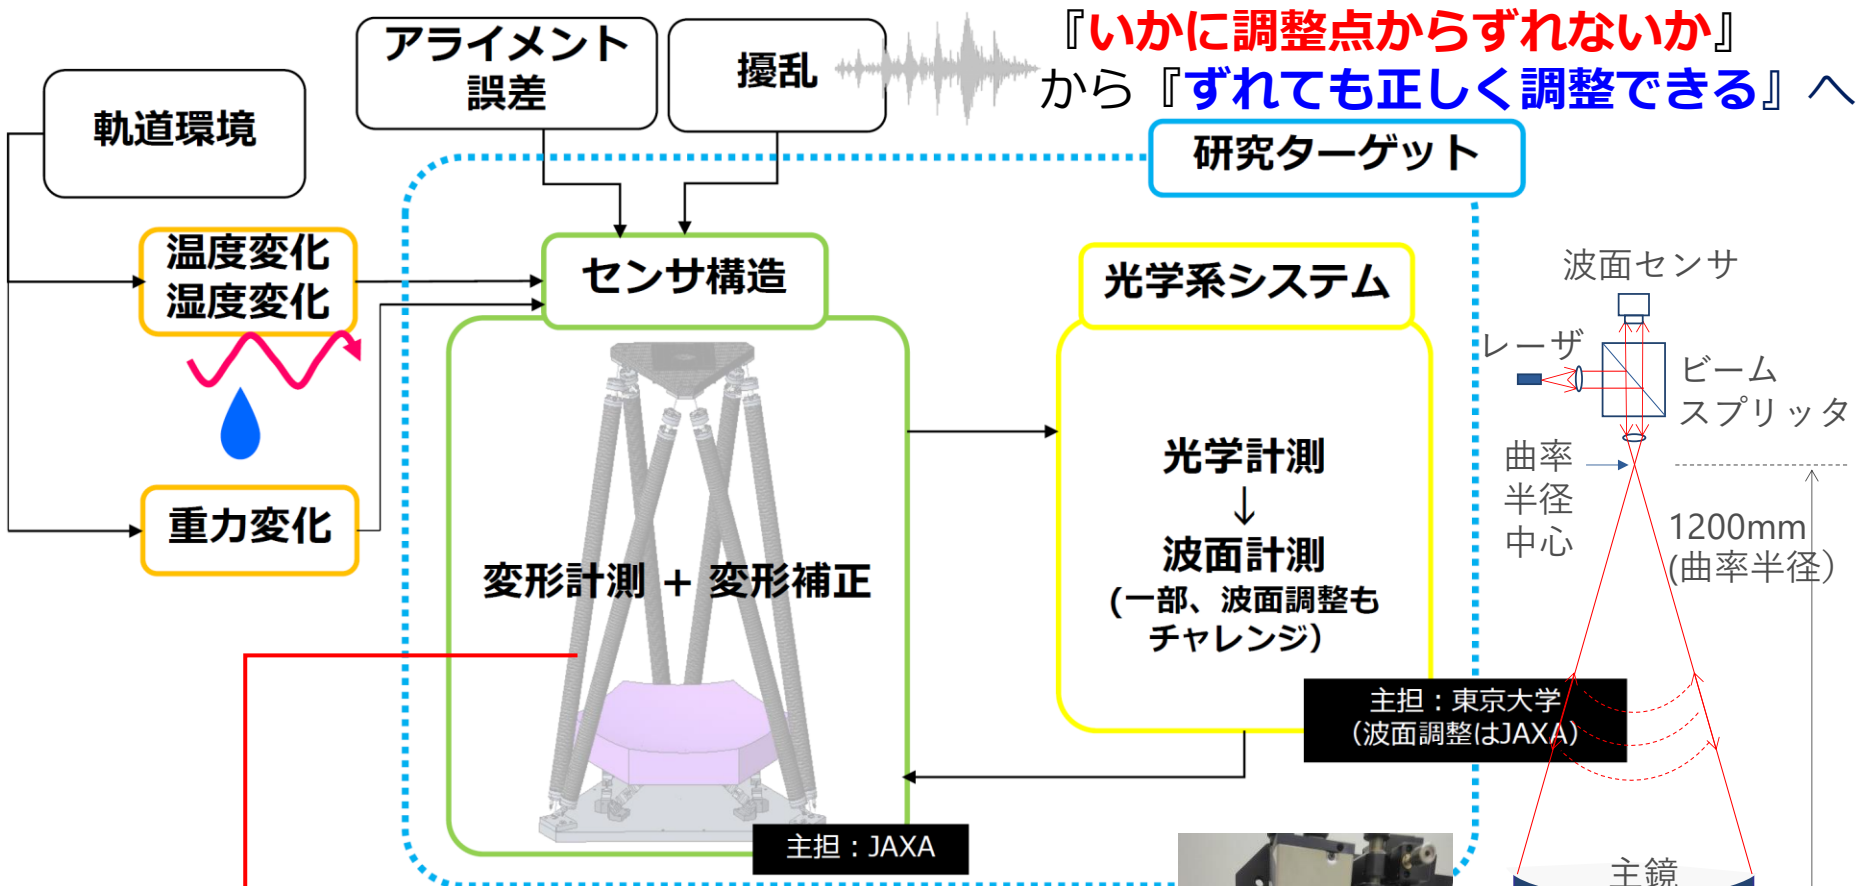 『いかに調整点からずれないか』
から『ずれても正しく調整できる』へ
アライメント
誤差
擾乱
軌道環境
研究ターゲット
温度変化
湿度変化
センサ構造
光学系システム
波面センサ
レーザ
ビーム
スプリッタ
曲率
半径
中心
1200mm
(曲率半径）
重力変化
変形計測 + 変形補正
光学計測
↓
波面計測
(一部、波面調整も
チャレンジ）
主担：東京大学
（波面調整はJAXA）
主担：JAXA
主鏡